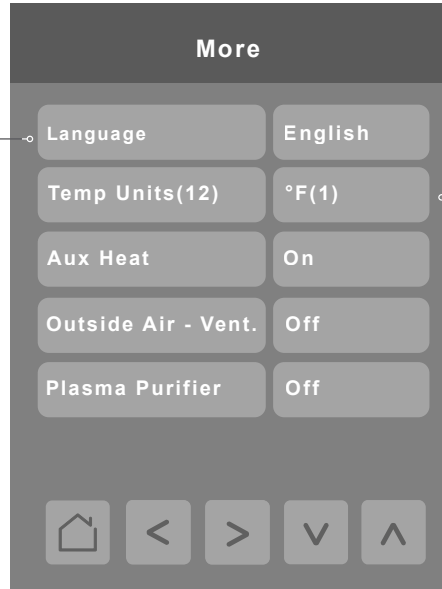 More
Language English
Temp Units(12) °F(1)
Aux Heat On
Outside Air - Vent. Off
Plasma Purifier Off
< > V Λ